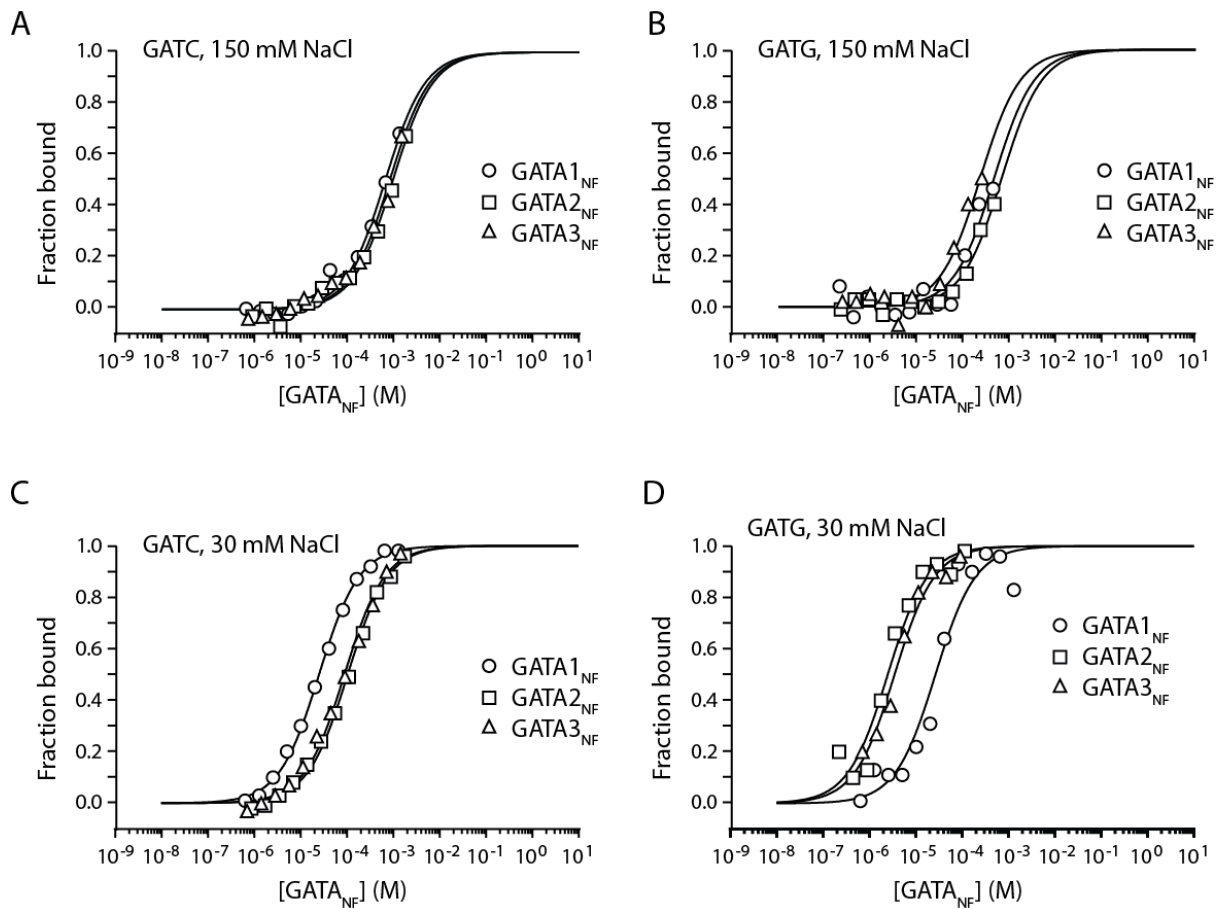 A
GATC, 150 mM NaCl
1.0
0.8
0.6
0.4
0.2
0.0
Fraction bound
GATA1NF
GATA2NF
GATA3NF
10-9 10-8 10-7 10-6 10-5 10-4 10-3 10-2 10-1 100 101
[GATANF] (M)
B
GATG, 150 mM NaCl
1.0
0.8
0.6
0.4
0.2
0.0
Fraction bound
GATA1NF
GATA2NF
GATA3NF
10-9 10-8 10-7 10-6 10-5 10-4 10-3 10-2 10-1 100 101
[GATANF] (M)
C
GATC, 30 mM NaCl
1.0
0.8
0.6
0.4
0.2
0.0
Fraction bound
GATA1NF
GATA2NF
GATA3NF
10-9 10-8 10-7 10-6 10-5 10-4 10-3 10-2 10-1 100 101
[GATANF] (M)
D
GATG, 30 mM NaCl
1.0
0.8
0.6
0.4
0.2
0.0
Fraction bound
GATA1NF
GATA2NF
GATA3NF
10-9 10-8 10-7 10-6 10-5 10-4 10-3 10-2 10-1 100 101
[GATANF] (M)